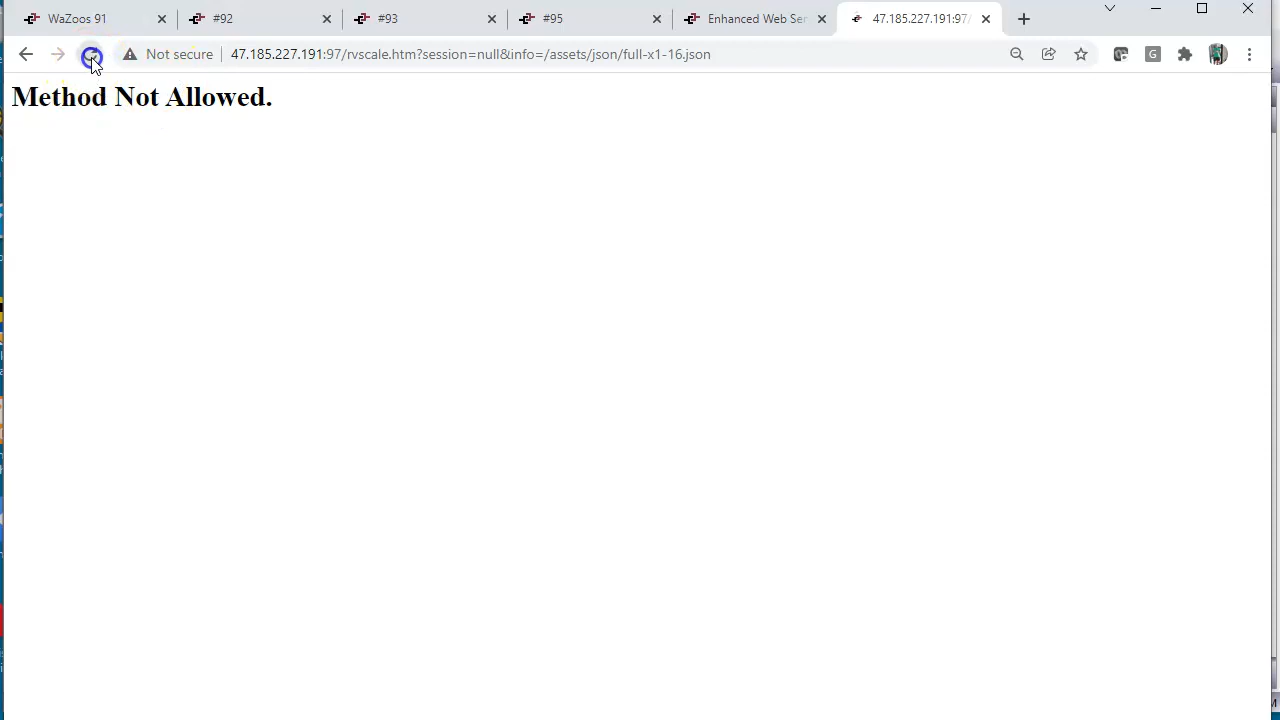 WaZoos 91
#92
#93
#95
Enhanced Web Ser
47.185.227.191:97/
Not secure
47.185.227.191:97/rvscale.htm?session=null&info=/assets/json/full-x1-16.json
G
Method Not Allowed.